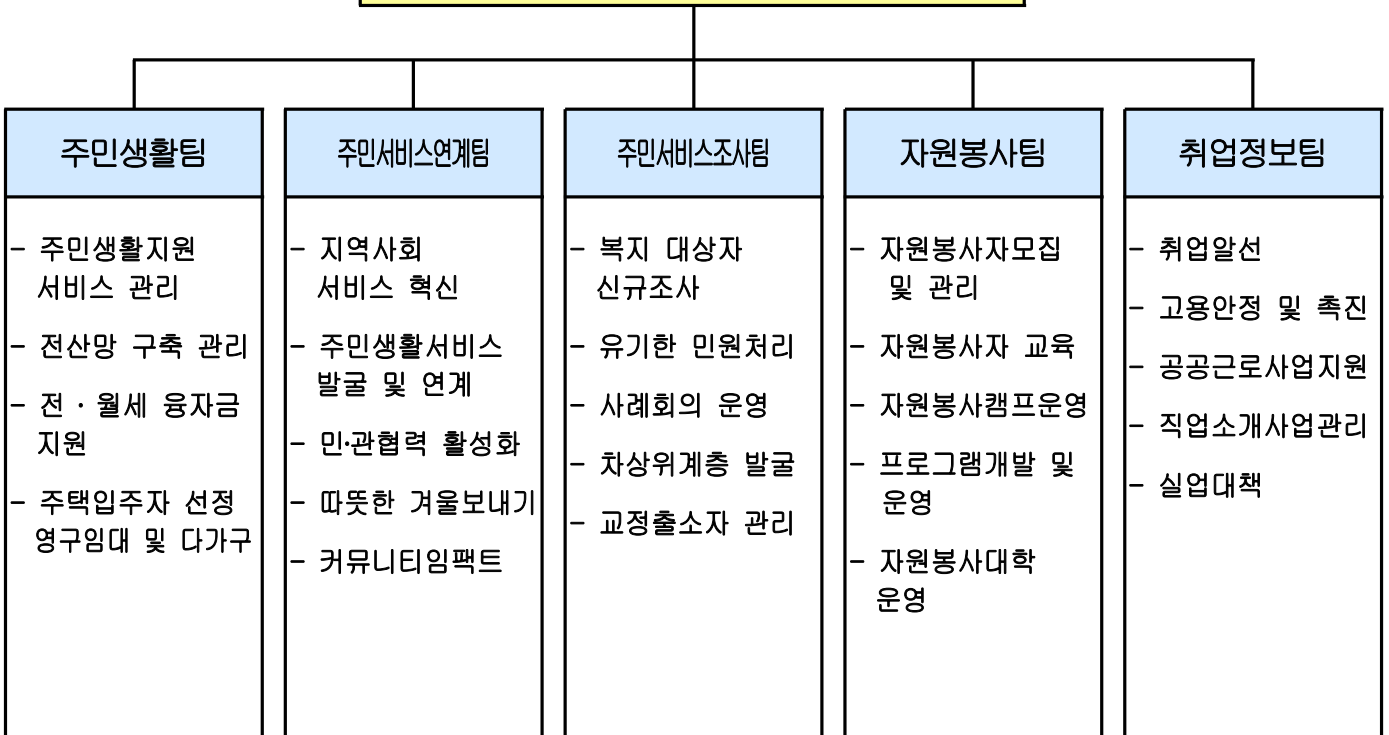 주민생활팀
- 주민생활지원
서비스 관리
- 전산망 구축 관리
- 전 · 월세 융자금
지원
- 주택입주자 선정
영구임대 및 다가구
주민서비스연계팀
- 지역사회
서비스 혁신
- 주민생활서비스
발굴 및 연계
- 민·관협력 활성화
- 따뜻한 겨울보내기
- 커뮤니티임팩트
주민서비스조사팀
- 복지 대상자
신규조사
- 유기한 민원처리
- 사례회의 운영
- 차상위계층 발굴
- 교정출소자 관리
자원봉사팀
- 자원봉사자모집
및 관리
- 자원봉사자 교육
- 자원봉사캠프운영
- 프로그램개발 및
운영
- 자원봉사대학
운영
취업정보팀
- 취업알선
- 고용안정 및 촉진
- 공공근로사업지원
- 직업소개사업관리
- 실업대책